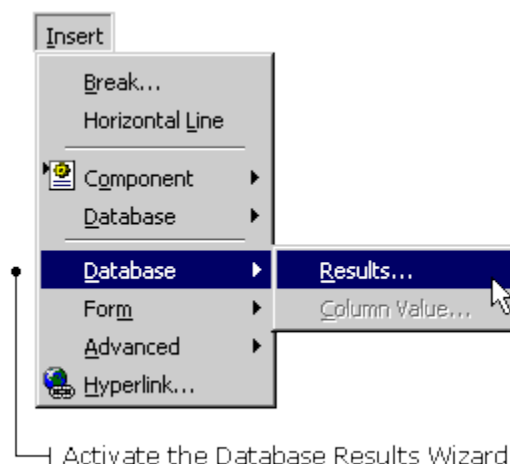 Insert
Break...
Horizontal Line
Component
Database
Database
Results...
Form
Column Value...
Advanced
Hyperlink...
Activate the Database Results Wizard